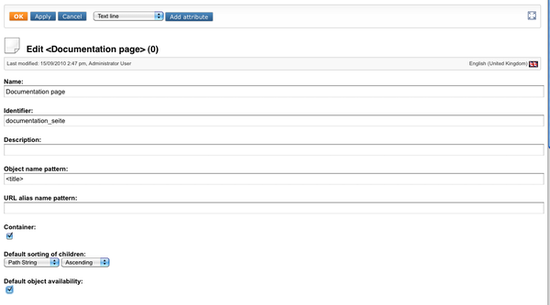 OK Apply Cancel Text line Add attribute
Edit <Documentation page> (0)
Last modified: 15/09/2010 2:47 pm, Administrator User English (United Kingdom)
Name:
Documentation page
Identifier:
documentation_seite
Description:
Object name pattern:
<title>
URL alias name pattern:
Container:
Default sorting of children:
Path String Ascending
Default object availability: